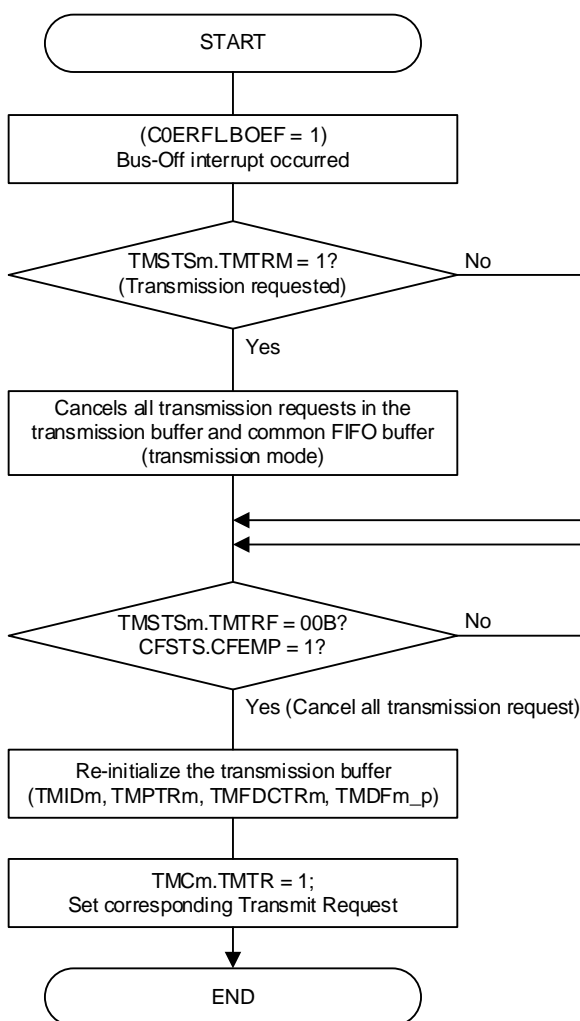 START
(C0ERFL.BOEF = 1)
Bus-Off interrupt occurred
TMSTSm.TMTRM = 1?
(Transmission requested)
No
Yes
Cancels all transmission requests in the
transmission buffer and common FIFO buffer
(transmission mode)
TMSTSm.TMTRF = 00B?
CFSTS.CFEMP = 1?
No
Yes (Cancel all transmission request)
Re-initialize the transmission buffer
(TMIDm, TMPTRm, TMFDCTRm, TMDFm_p)
TMCm.TMTR = 1;
Set corresponding Transmit Request
END